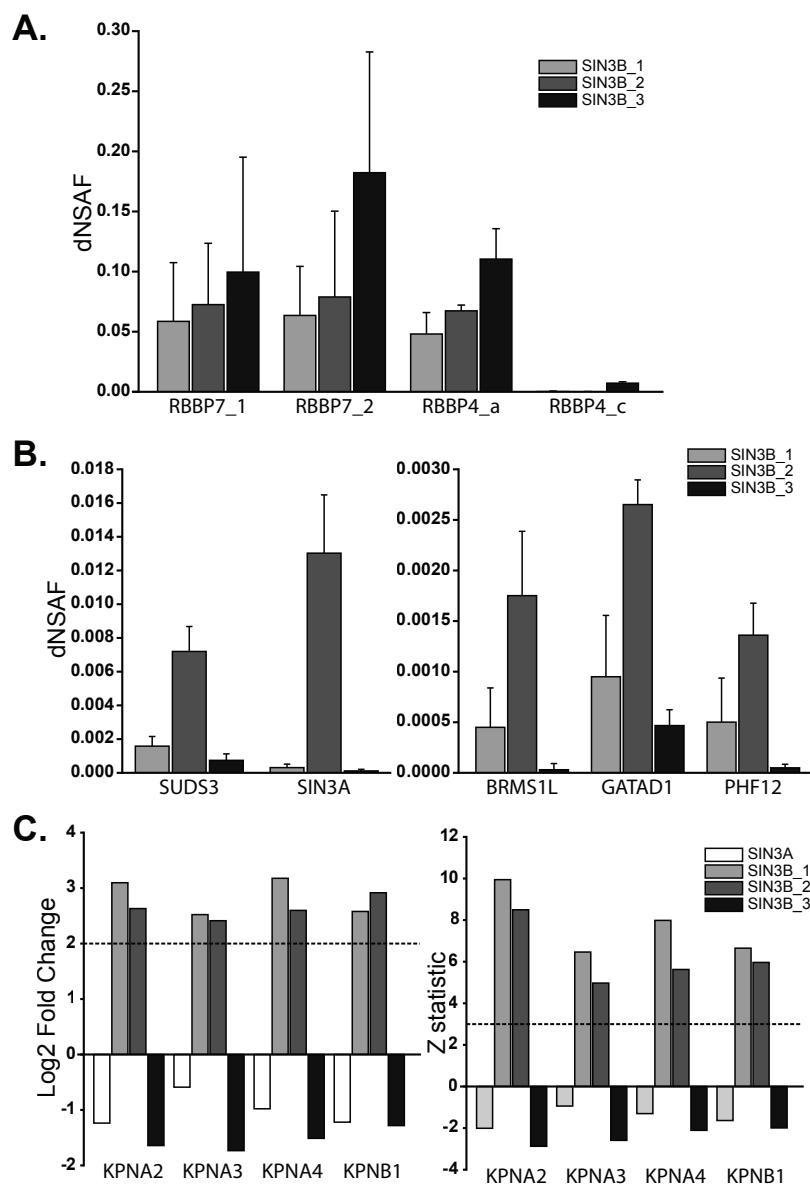 A.
SIN3B_1
SIN3B_2
SIN3B_3
dNSAF
0.30
0.20
0.15
0.10
0.05
0.00
RBBP7_1 RBBP7_2 RBBP4_a RBBP4_c
B.
dNSAF
0.018
0.016
0.014
0.012
0.010
0.008
0.006
0.004
0.002
0.000
SUDS3 SIN3A
SIN3B_1
SIN3B_2
SIN3B_3
0.0030
0.0025
0.0020
0.0015
0.0010
0.0005
0.0000
BRMS1L GATAD1 PHF12
C.
Log2 Fold Change
4
3
2
1
0
-1
-2
KPNA2 KPNA3 KPNA4 KPNB1
SIN3A
SIN3B_1
SIN3B_2
SIN3B_3
Z statistic
12
10
8
6
4
2
0
-2
-4
KPNA2 KPNA3 KPNA4 KPNB1